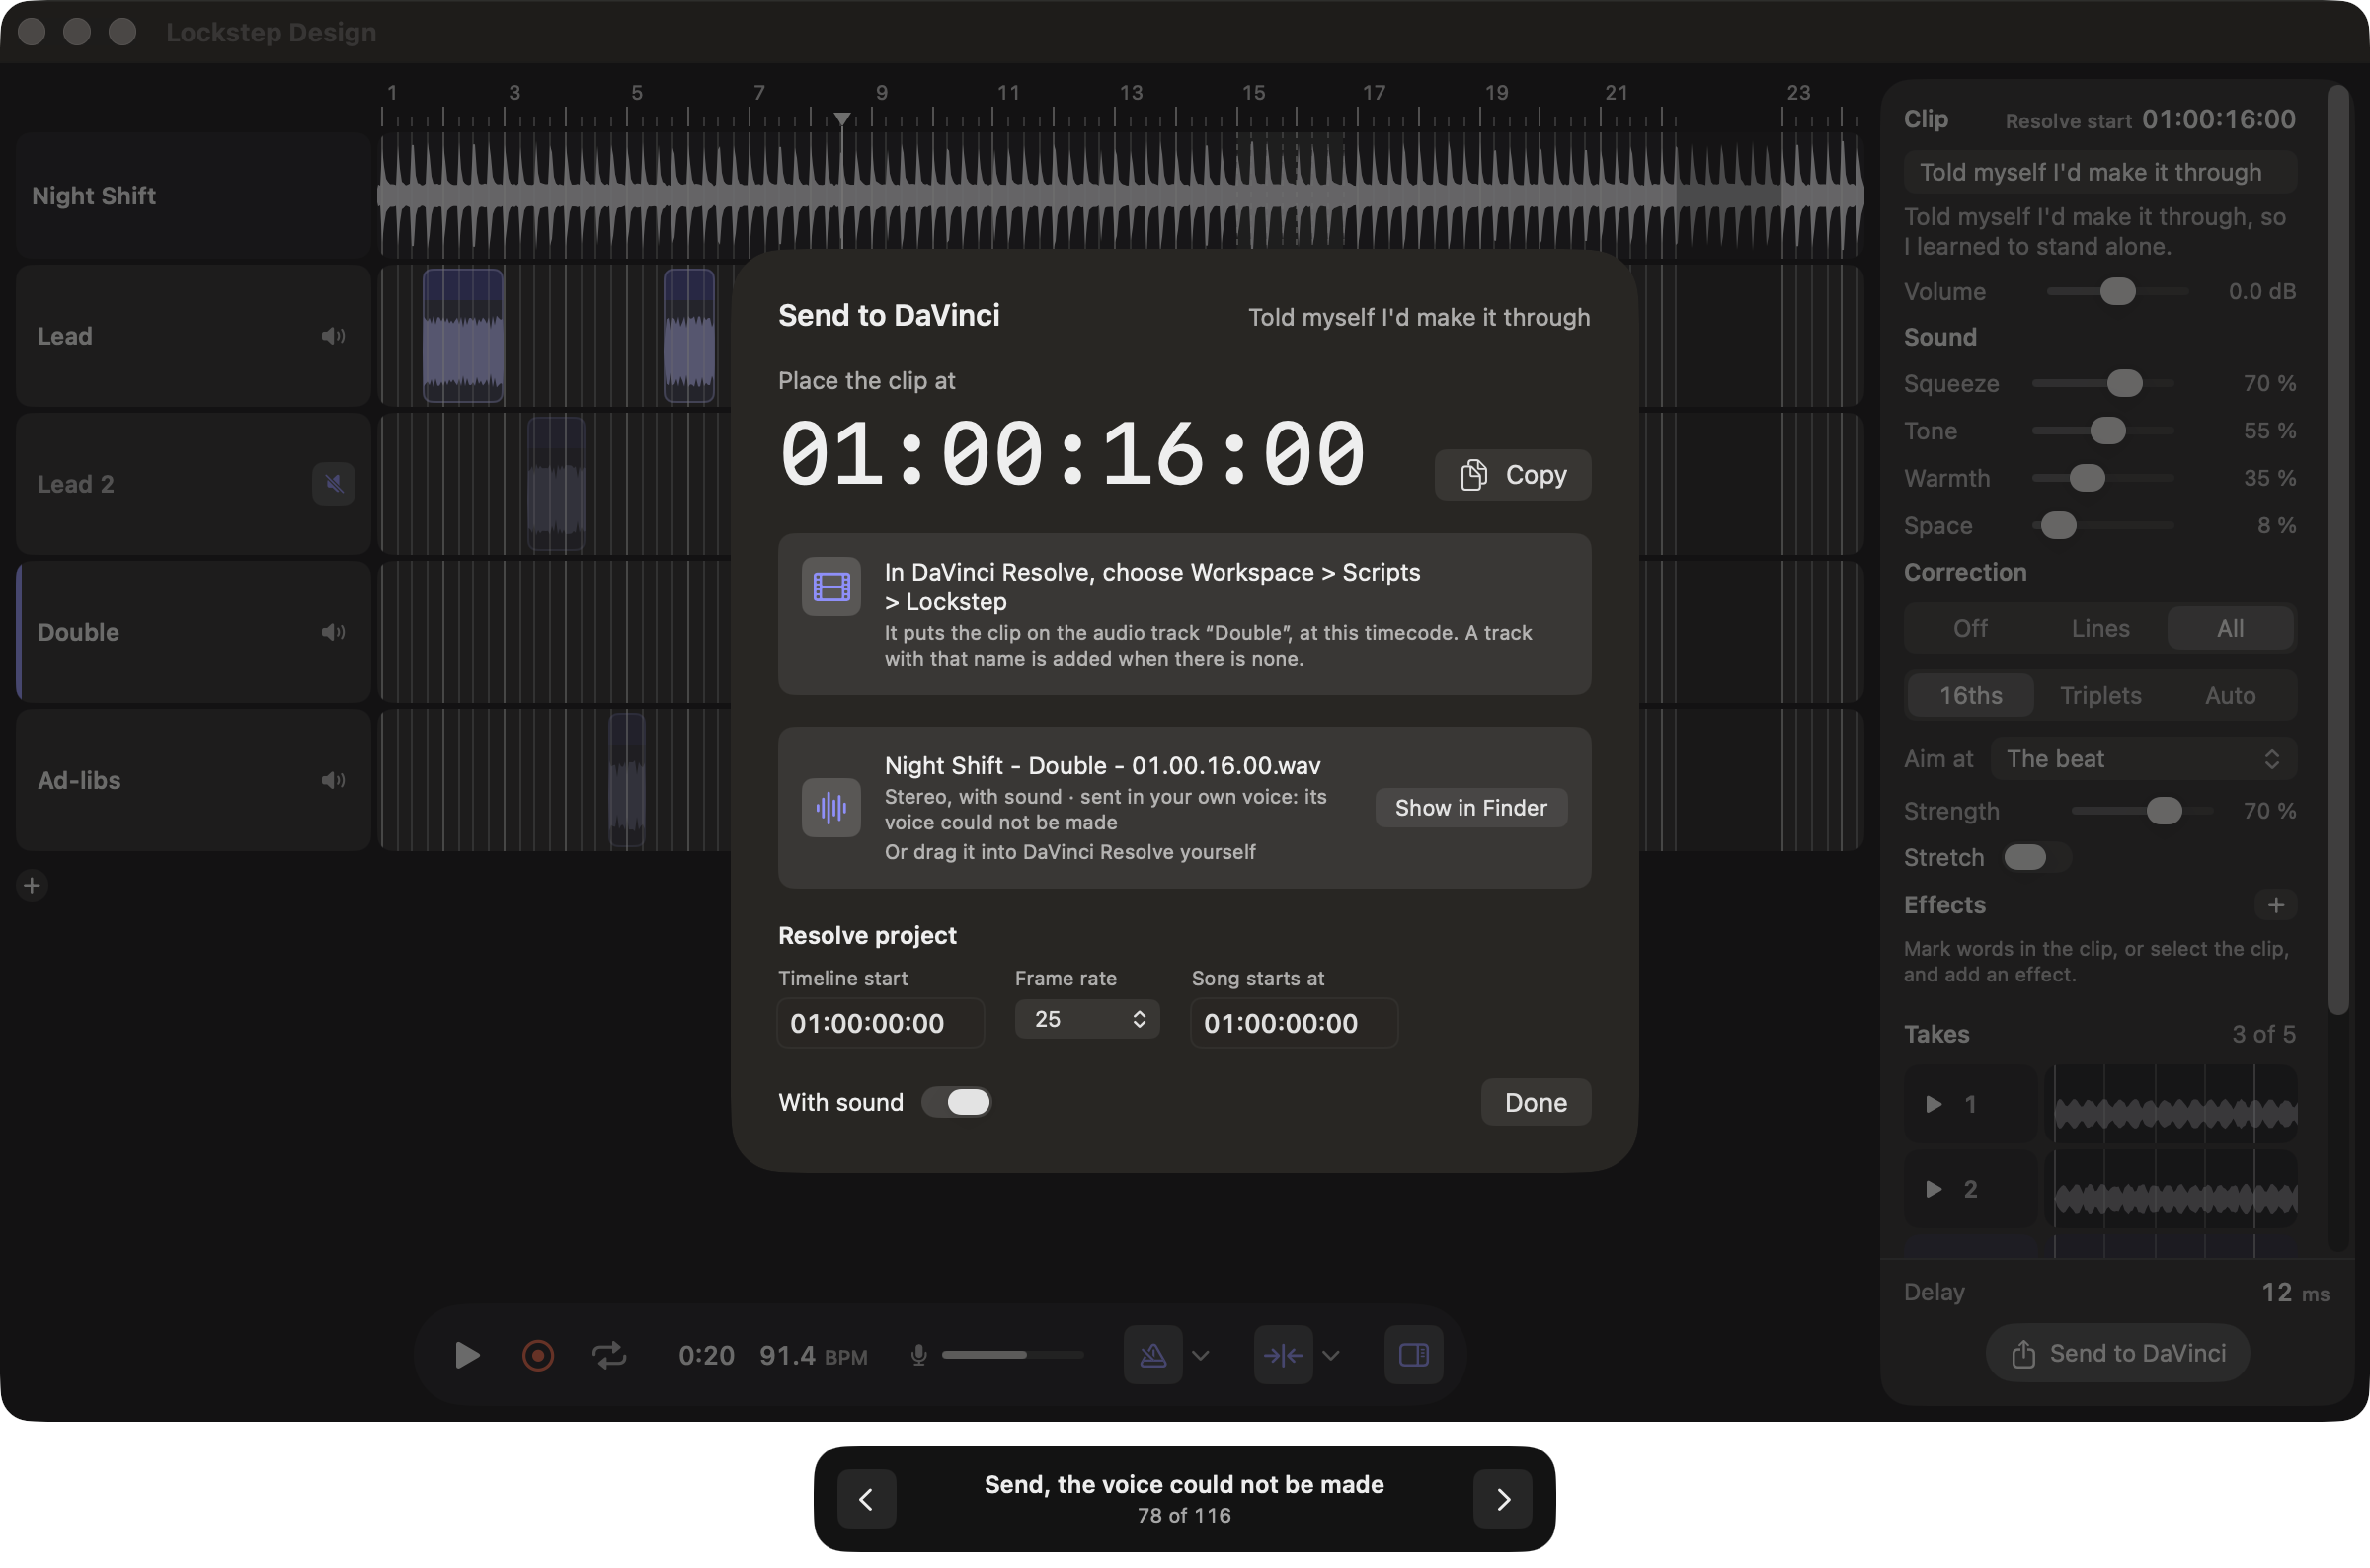 Lockstep Design
1 3 5 7 9 11 13 15 17 19 21 23
Night Shift
Lead
Lead 2
Double
Ad-libs
Send to DaVinci
Told myself I'd make it through
Place the clip at
01:00:16:00
Copy
In DaVinci Resolve, choose Workspace > Scripts
> Lockstep
It puts the clip on the audio track “Double”, at this timecode. A track
with that name is added when there is none.
Night Shift - Double - 01.00.16.00.wav
Stereo, with sound · sent in your own voice: its
voice could not be made
Or drag it into DaVinci Resolve yourself
Show in Finder
Resolve project
Timeline start Frame rate Song starts at
01:00:00:00 25 01:00:00:00
With sound
Done
Clip Resolve start 01:00:16:00
Told myself I'd make it through
Told myself I'd make it through, so
I learned to stand alone.
Volume 0.0 dB
Sound
Squeeze 70 %
Tone 55 %
Warmth 35 %
Space 8 %
Correction
Off Lines All
16ths Triplets Auto
Aim at The beat
Strength 70 %
Stretch
Effects
Mark words in the clip, or select the clip,
and add an effect.
Takes 3 of 5
1
2
Delay 12 ms
Send to DaVinci
0:20 91.4 BPM
Send, the voice could not be made
78 of 116